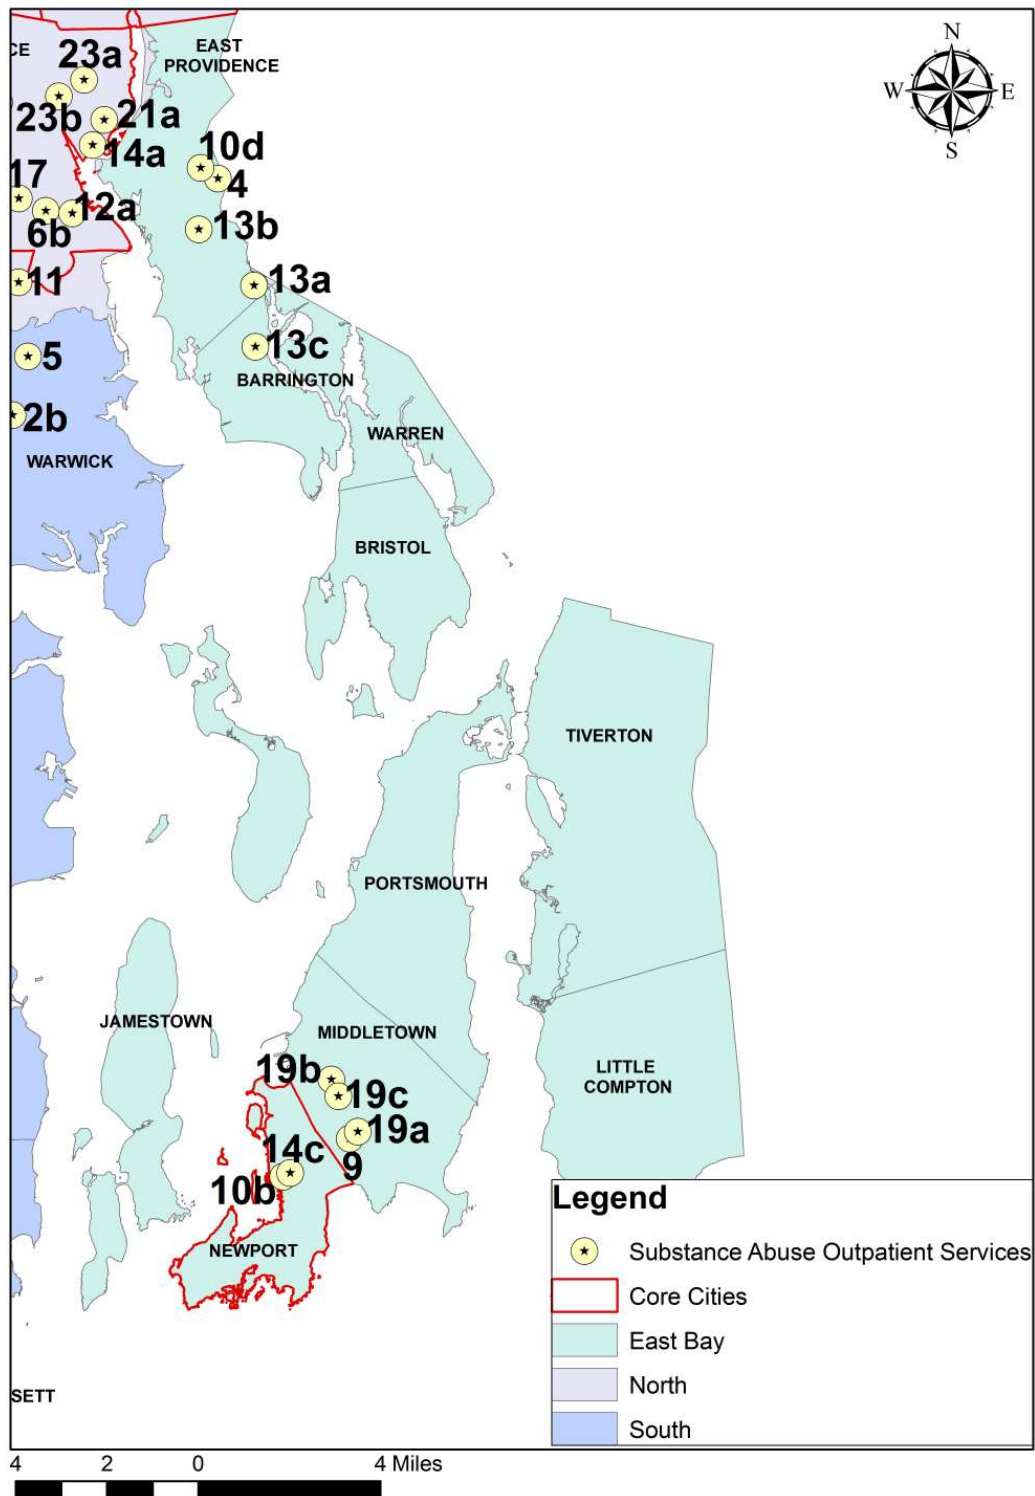 N
W E
S
CE
EAST
PROVIDENCE
23a
23b
21a
14a
10d
4
17
12a
6b
13b
11
13a
5
13c
BARRINGTON
2b
WARREN
WARWICK
BRISTOL
TIVERTON
PORTSMOUTH
JAMESTOWN
MIDDLETOWN
19b
19c
LITTLE
COMPTON
19a
14c
9
10b
NEWPORT
SETT
Legend
Substance Abuse Outpatient Services
Core Cities
East Bay
North
South
4 2 0 4 Miles